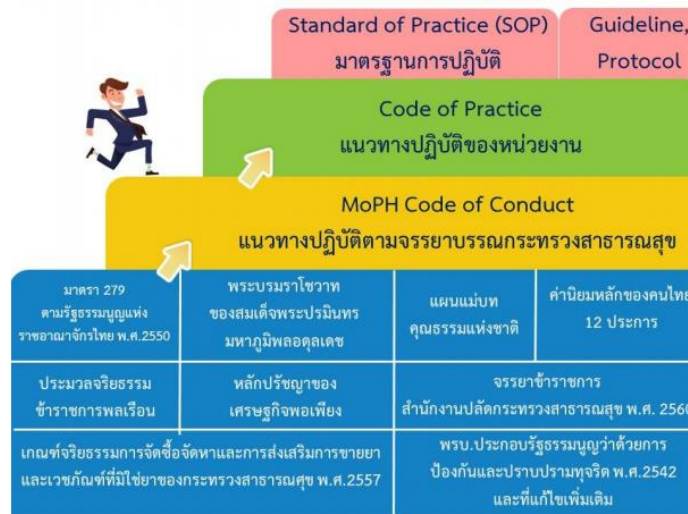 Standard of Practice (SOP)
มาตรฐานการปฏิบัติ
Guideline,
Protocol
Code of Practice
แนวทางปฏิบัติของหน่วยงาน
MoPH Code of Conduct
แนวทางปฏิบัติตามจรรยาบรรณกระทรวงสาธารณสุข
มาตรา 279
ตามรัฐธรรมนูญแห่ง
ราชอาณาจักรไทย พ.ศ.2550
พระบรมราโชวาท
ของสมเด็จพระปรมินทร
มหาภูมิพลอดุลเดช
แผนแม่บท
คุณธรรมแห่งชาติ
ค่านิยมหลักของคนไทย
12 ประการ
ประมวลจริยธรรม
ข้าราชการพลเรือน
หลักปรัชญาของ
เศรษฐกิจพอเพียง
จรรยาข้าราชการ
สำนักงานปลัดกระทรวงสาธารณสุข พ.ศ. 2560
เกณฑ์จริยธรรมการจัดซื้อจัดหาและการส่งเสริมการขายยา
และเวชภัณฑ์ที่มิใช่ยาของกระทรวงสาธารณสุข พ.ศ.2557
พรบ.ประกอบรัฐธรรมนูญว่าด้วยการ
ป้องกันและปราบปรามทุจริต พ.ศ.2542
และที่แก้ไขเพิ่มเติม